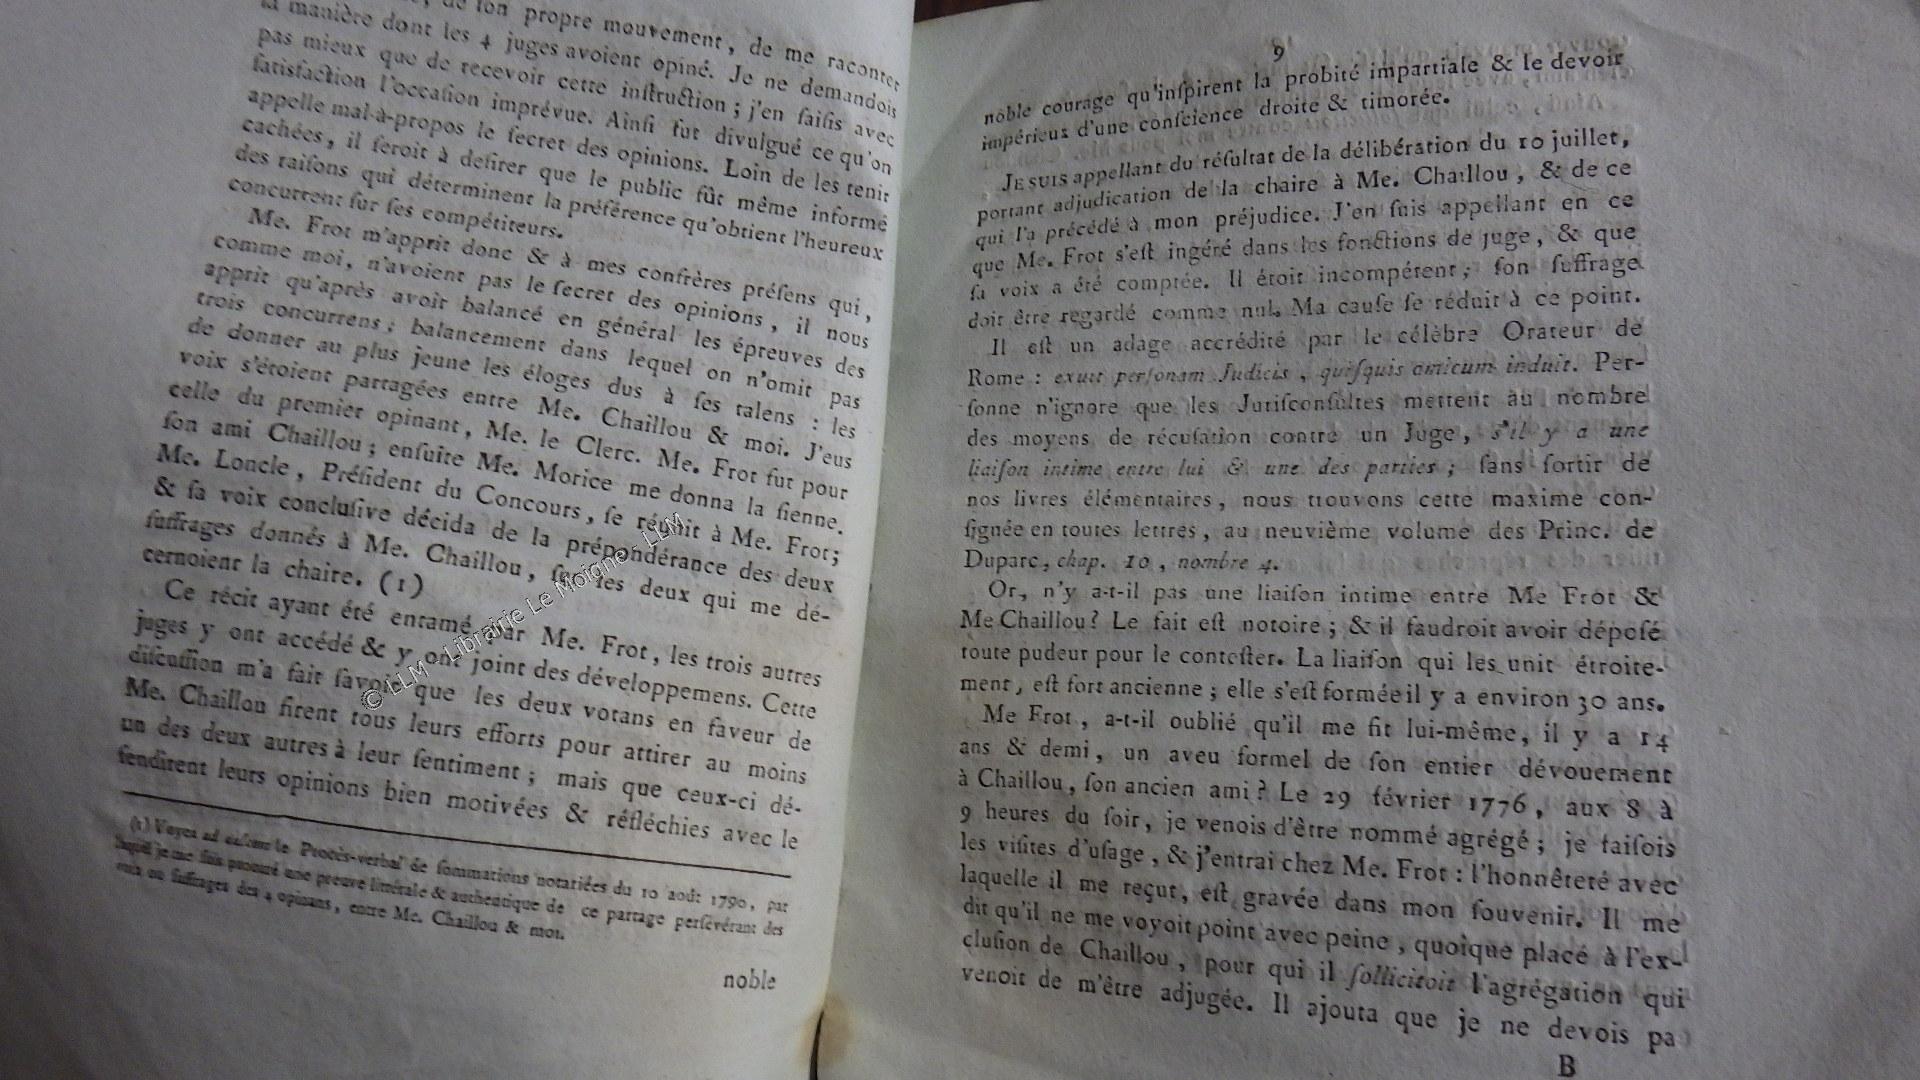 de son propre mouvement, de me raconter
la manière dont les 4 juges avoient opiné. Je ne demandois
pas mieux que de recevoir cette inſtruction ; j'en ſaiſis avec
ſatisfaction l'occaſion imprévue. Ainſi fut divulgué ce qu'on
appelle mal-à-propos le ſecret des opinions. Loin de les tenir
cachées, il ſeroit à deſirer que le public fût même informé
des raiſons qui déterminent la préférence qu'obtient l'heureux
concurrent ſur ſes compétiteurs.
Me. Frot m'apprit donc & à mes confrères préſens qui,
comme moi, n'avoient pas le ſecret des opinions, il nous
apprit qu'après avoir balancé en général les épreuves des
trois concurrens ; balancement dans lequel on n'omit pas
de donner au plus jeune les éloges dus à ſes talens : les
voix s'étoient partagées entre Me. Chaillou & moi. J'eus
celle du premier opinant, Me. le Clerc. Me. Frot fut pour
ſon ami Chaillou ; enſuite Me. Morice me donna la ſienne.
Me. Loncle, Préſident du Concours, ſe réunit à Me. Frot ;
& ſa voix concluſive décida de la prépondérance des deux
ſuffrages donnés à Me. Chaillou, ſur les deux qui me dé-
cernoient la chaire. (1)
Ce récit ayant été entamé par Me. Frot, les trois autres
juges y ont accédé & y ont joint des développemens. Cette
diſcuſſion m'a fait ſavoir que les deux votans en faveur de
Me. Chaillou firent tous leurs efforts pour attirer au moins
un des deux autres à leur ſentiment ; mais que ceux-ci dé-
fendirent leurs opinions bien motivées & réfléchies avec le
(1) Voyez ad calcem le Procès-verbal de ſommations notariées du 10 août 1790, par
lequel je me ſuis procuré une preuve littérale & authentique de ce partage perſévérant des
voix ou ſuffrages des 4 opinans, entre Me. Chaillou & moi.
noble
© LLM - Librairie Le Moigne - LLM
9
noble courage qu'inſpirent la probité impartiale & le devoir
impérieux d'une conſcience droite & timorée.
JE SUIS appellant du réſultat de la délibération du 10 juillet,
portant adjudication de la chaire à Me. Chaillou, & de ce
qui l'a précédé à mon préjudice. J'en ſuis appellant en ce
que Me. Frot s'eſt ingéré dans les fonctions de juge, & que
ſa voix a été comptée. Il étoit incompétent ; ſon ſuffrage
doit être regardé comme nul. Ma cauſe ſe réduit à ce point.
Il eſt un adage accrédité par le célèbre Orateur de
Rome : exuit perſonam Judicis, quiſquis amicum induit. Per-
ſonne n'ignore que les Juriſconſultes mettent au nombre
des moyens de récuſation contre un Juge, s'il y a une
liaiſon intime entre lui & une des parties ; ſans ſortir de
nos livres élémentaires, nous trouvons cette maxime con-
ſignée en toutes lettres, au neuvième volume des Princ. de
Duparc, chap. 10, nombre 4.
Or, n'y a-t-il pas une liaiſon intime entre Me Frot &
Me Chaillou ? Le fait eſt notoire ; & il faudroit avoir dépoſé
toute pudeur pour le conteſter. La liaiſon qui les unit étroite-
ment, eſt fort ancienne ; elle s'eſt formée il y a environ 30 ans.
Me Frot, a-t-il oublié qu'il me fit lui-même, il y a 14
ans & demi, un aveu formel de ſon entier dévouement
à Chaillou, ſon ancien ami ? Le 29 février 1776, aux 8 à
9 heures du ſoir, je venois d'être nommé agrégé ; je faiſois
les viſites d'uſage, & j'entrai chez Me. Frot : l'honnêteté avec
laquelle il me reçut, eſt gravée dans mon ſouvenir. Il me
dit qu'il ne me voyoit point avec peine, quoique placé à l'ex-
cluſion de Chaillou, pour qui il ſollicitoit l'agrégation qui
venoit de m'être adjugée. Il ajouta que je ne devois pa
B